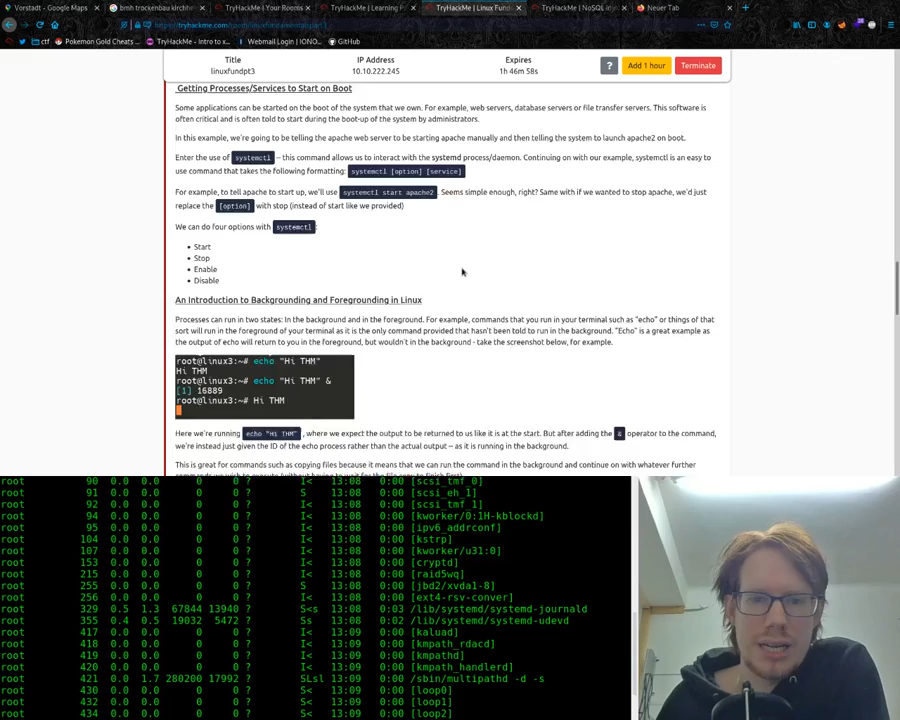 Vorstadt - Google Maps
bmh trockenbau kirchhe
TryHackMe | Your Rooms
TryHackMe | Learning P
TryHackMe | Linux Fund
TryHackMe | NoSQL inj
Neuer Tab
ctf
Pokemon Gold Cheats ...
TryHackMe - Intro to x...
Webmail Login | IONO...
GitHub
Title
IP Address
Expires
linuxfundpt3
10.10.222.245
1h 46m 58s
?
Add 1 hour
Terminate
Getting Processes/Services to Start on Boot
Some applications can be started on the boot of the system that we own. For example, web servers, database servers or file transfer servers. This software is
often critical and is often told to start during the boot-up of the system by administrators.
In this example, we're going to be telling the apache web server to be starting apache manually and then telling the system to launch apache2 on boot.
Enter the use of systemctl -- this command allows us to interact with the systemd process/daemon. Continuing on with our example, systemctl is an easy to
use command that takes the following formatting: systemctl [option] [service]
For example, to tell apache to start up, we'll use systemctl start apache2. Seems simple enough, right? Same with if we wanted to stop apache, we'd just
replace the [option] with stop (instead of start like we provided)
We can do four options with systemctl:
Start
Stop
Enable
Disable
An Introduction to Backgrounding and Foregrounding in Linux
Processes can run in two states: In the background and in the foreground. For example, commands that you run in your terminal such as "echo" or things of that
sort will run in the foreground of your terminal as it is the only command provided that hasn't been told to run in the background. "Echo" is a great example as
the output of echo will return to you in the foreground, but wouldn't in the background - take the screenshot below, for example.
root@linux3:~# echo "Hi THM"
Hi THM
root@linux3:~# echo "Hi THM" &
[1] 16889
root@linux3:~# Hi THM
Here we're running echo "Hi THM" , where we expect the output to be returned to us like it is at the start. But after adding the & operator to the command,
we're instead just given the ID of the echo process rather than the actual output -- as it is running in the background.
This is great for commands such as copying files because it means that we can run the command in the background and continue on with whatever further
root 90 0.0 0.0 0 0 ? I< 13:08 0:00 [scsi_tmf_0]
root 91 0.0 0.0 0 0 ? S 13:08 0:00 [scsi_eh_1]
root 92 0.0 0.0 0 0 ? I< 13:08 0:00 [scsi_tmf_1]
root 94 0.0 0.0 0 0 ? I< 13:08 0:00 [kworker/0:1H-kblockd]
root 95 0.0 0.0 0 0 ? I< 13:08 0:00 [ipv6_addrconf]
root 104 0.0 0.0 0 0 ? I< 13:08 0:00 [kstrp]
root 107 0.0 0.0 0 0 ? I< 13:08 0:00 [kworker/u31:0]
root 153 0.0 0.0 0 0 ? I< 13:08 0:00 [cryptd]
root 215 0.0 0.0 0 0 ? I< 13:08 0:00 [raid5wq]
root 255 0.0 0.0 0 0 ? S 13:08 0:00 [jbd2/xvda1-8]
root 256 0.0 0.0 0 0 ? I< 13:08 0:00 [ext4-rsv-conver]
root 329 0.5 1.3 67844 13940 ? S<s 13:08 0:03 /lib/systemd/systemd-journald
root 355 0.4 0.5 19032 5472 ? Ss 13:08 0:02 /lib/systemd/systemd-udevd
root 417 0.0 0.0 0 0 ? I< 13:09 0:00 [kaluad]
root 418 0.0 0.0 0 0 ? I< 13:09 0:00 [kmpath_rdacd]
root 419 0.0 0.0 0 0 ? I< 13:09 0:00 [kmpathd]
root 420 0.0 0.0 0 0 ? I< 13:09 0:00 [kmpath_handlerd]
root 421 0.0 1.7 280200 17992 ? SLsl 13:09 0:00 /sbin/multipathd -d -s
root 430 0.0 0.0 0 0 ? S< 13:09 0:00 [loop0]
root 432 0.0 0.0 0 0 ? S< 13:09 0:00 [loop1]
root 434 0.0 0.0 0 0 ? S< 13:09 0:00 [loop2]